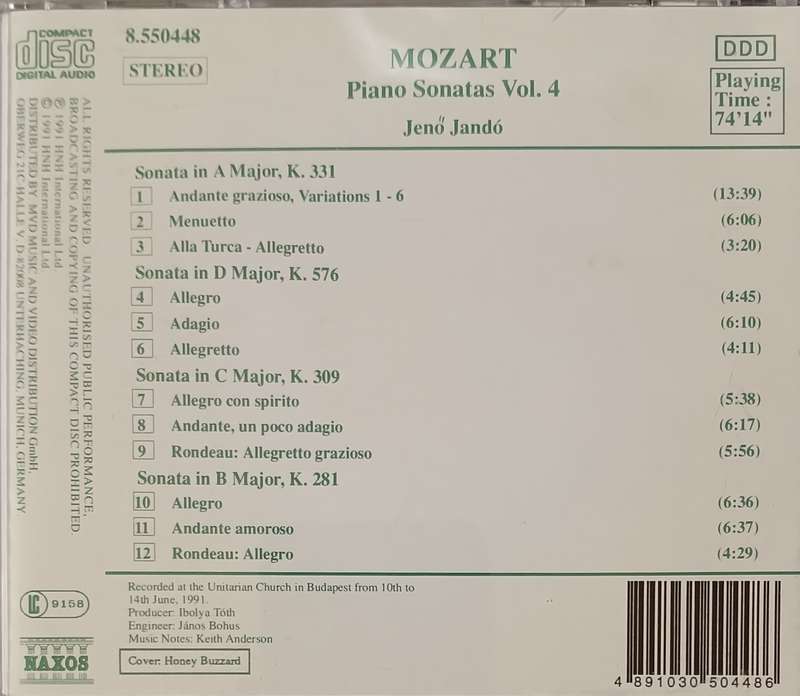 COMPACT
disc
DIGITAL AUDIO
8.550448
STEREO
MOZART
Piano Sonatas Vol. 4
Jenő Jandó
DDD
Playing
Time :
74'14"
Sonata in A Major, K. 331
1 Andante grazioso, Variations 1 - 6 (13:39)
2 Menuetto (6:06)
3 Alla Turca - Allegretto (3:20)
Sonata in D Major, K. 576
4 Allegro (4:45)
5 Adagio (6:10)
6 Allegretto (4:11)
Sonata in C Major, K. 309
7 Allegro con spirito (5:38)
8 Andante, un poco adagio (6:17)
9 Rondeau: Allegretto grazioso (5:56)
Sonata in B Major, K. 281
10 Allegro (6:36)
11 Andante amoroso (6:37)
12 Rondeau: Allegro (4:29)
Recorded at the Unitarian Church in Budapest from 10th to
14th June, 1991.
Producer: Ibolya Tóth
Engineer: János Bohus
Music Notes: Keith Anderson
Cover: Honey Buzzard
ALL RIGHTS RESERVED. UNAUTHORISED PUBLIC PERFORMANCE,
BROADCASTING AND COPYING OF THIS COMPACT DISC PROHIBITED.
℗ 1991 HNH International Ltd
© 1991 HNH International Ltd
DISTRIBUTED BY MVD MUSIC AND VIDEO DISTRIBUTION GmbH,
OBERWEG 21C-HALLE V, D-82008 UNTERHACHING, MUNICH, GERMANY
LC 9158
NAXOS
4 891030 504486